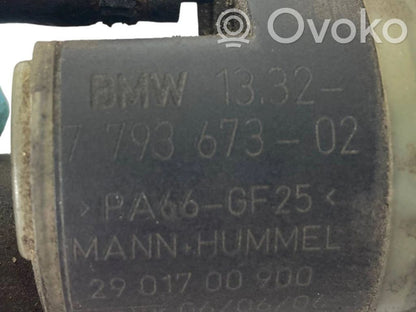 Ovoko
BMW 13.32-
7 793 673-02
>PA66-GF25<
MANN+HUMMEL
29 017 00 900